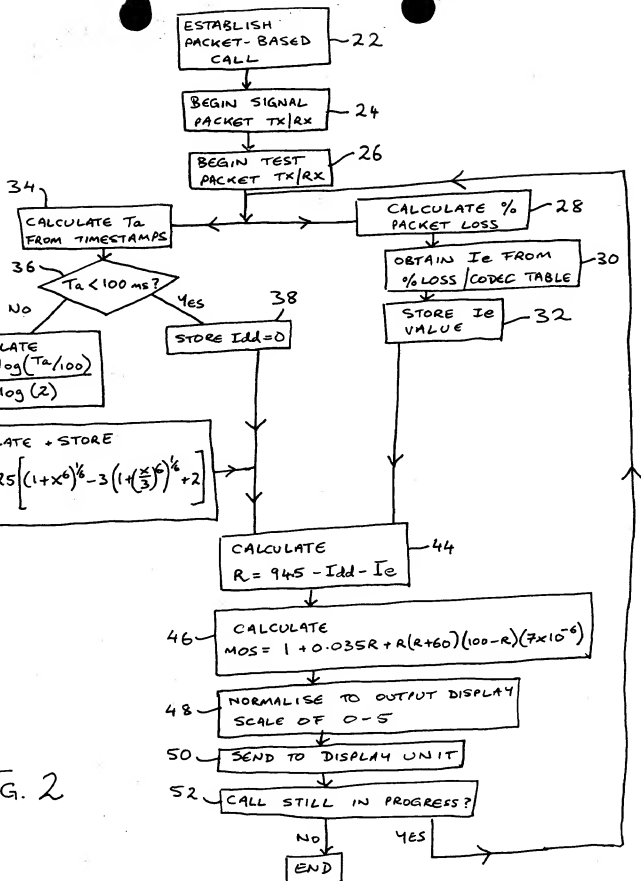 ESTABLISH
PACKET-BASED
CALL
22
BEGIN SIGNAL
PACKET TX/RX
24
BEGIN TEST
PACKET TX/RX
26
34
CALCULATE Ta
FROM TIMESTAMPS
CALCULATE %
PACKET LOSS
28
36
Ta < 100 ms?
OBTAIN Ie FROM
% LOSS / CODEC TABLE
30
NO
YES
38
STORE Idd=0
STORE Ie
VALUE
32
LATE
log(Ta/100)
log(2)
LATE + STORE
25[(1+x⁶)^⅙-3(1+(x/3)⁶)^⅙+2]
CALCULATE
R = 94.5 - Idd - Ie
44
46
CALCULATE
MOS = 1 + 0.035R + R(R+60)(100-R)(7x10⁻⁶)
48
NORMALISE TO OUTPUT DISPLAY
SCALE OF 0-5
50
SEND TO DISPLAY UNIT
52
CALL STILL IN PROGRESS?
NO
YES
END
G. 2